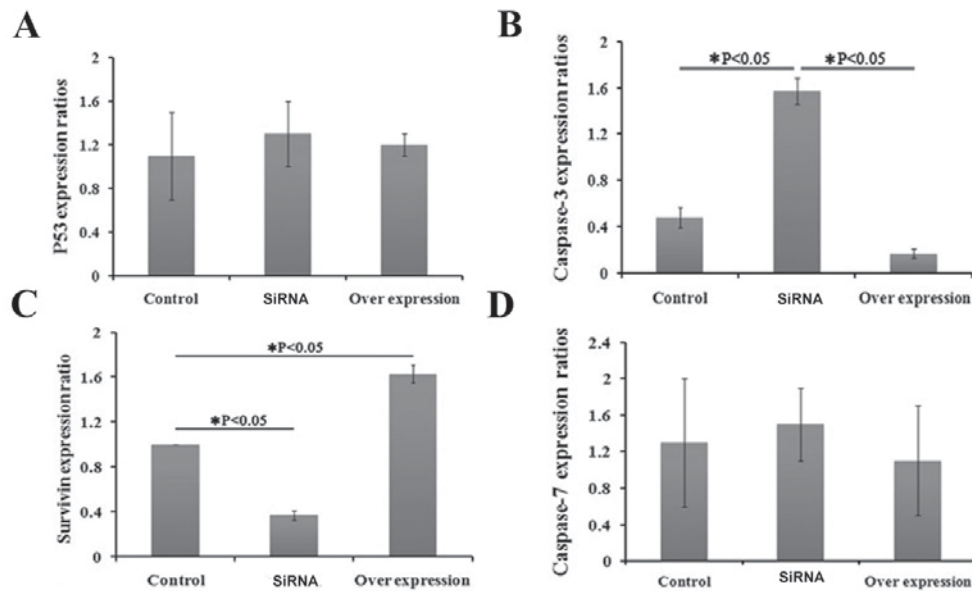 A
P53 expression ratios
2
1.6
1.2
0.8
0.4
0
Control SiRNA Over expression
B
Caspase-3 expression ratios
2
1.6
1.2
0.8
0.4
0
*P<0.05 *P<0.05
Control SiRNA Over expression
C
Survivin expression ratio
2
1.6
1.2
0.8
0.4
0
*P<0.05
*P<0.05
Control SiRNA Over expression
D
Caspase-7 expression ratios
2.4
2
1.6
1.2
0.8
0.4
0
Control SiRNA Over expression